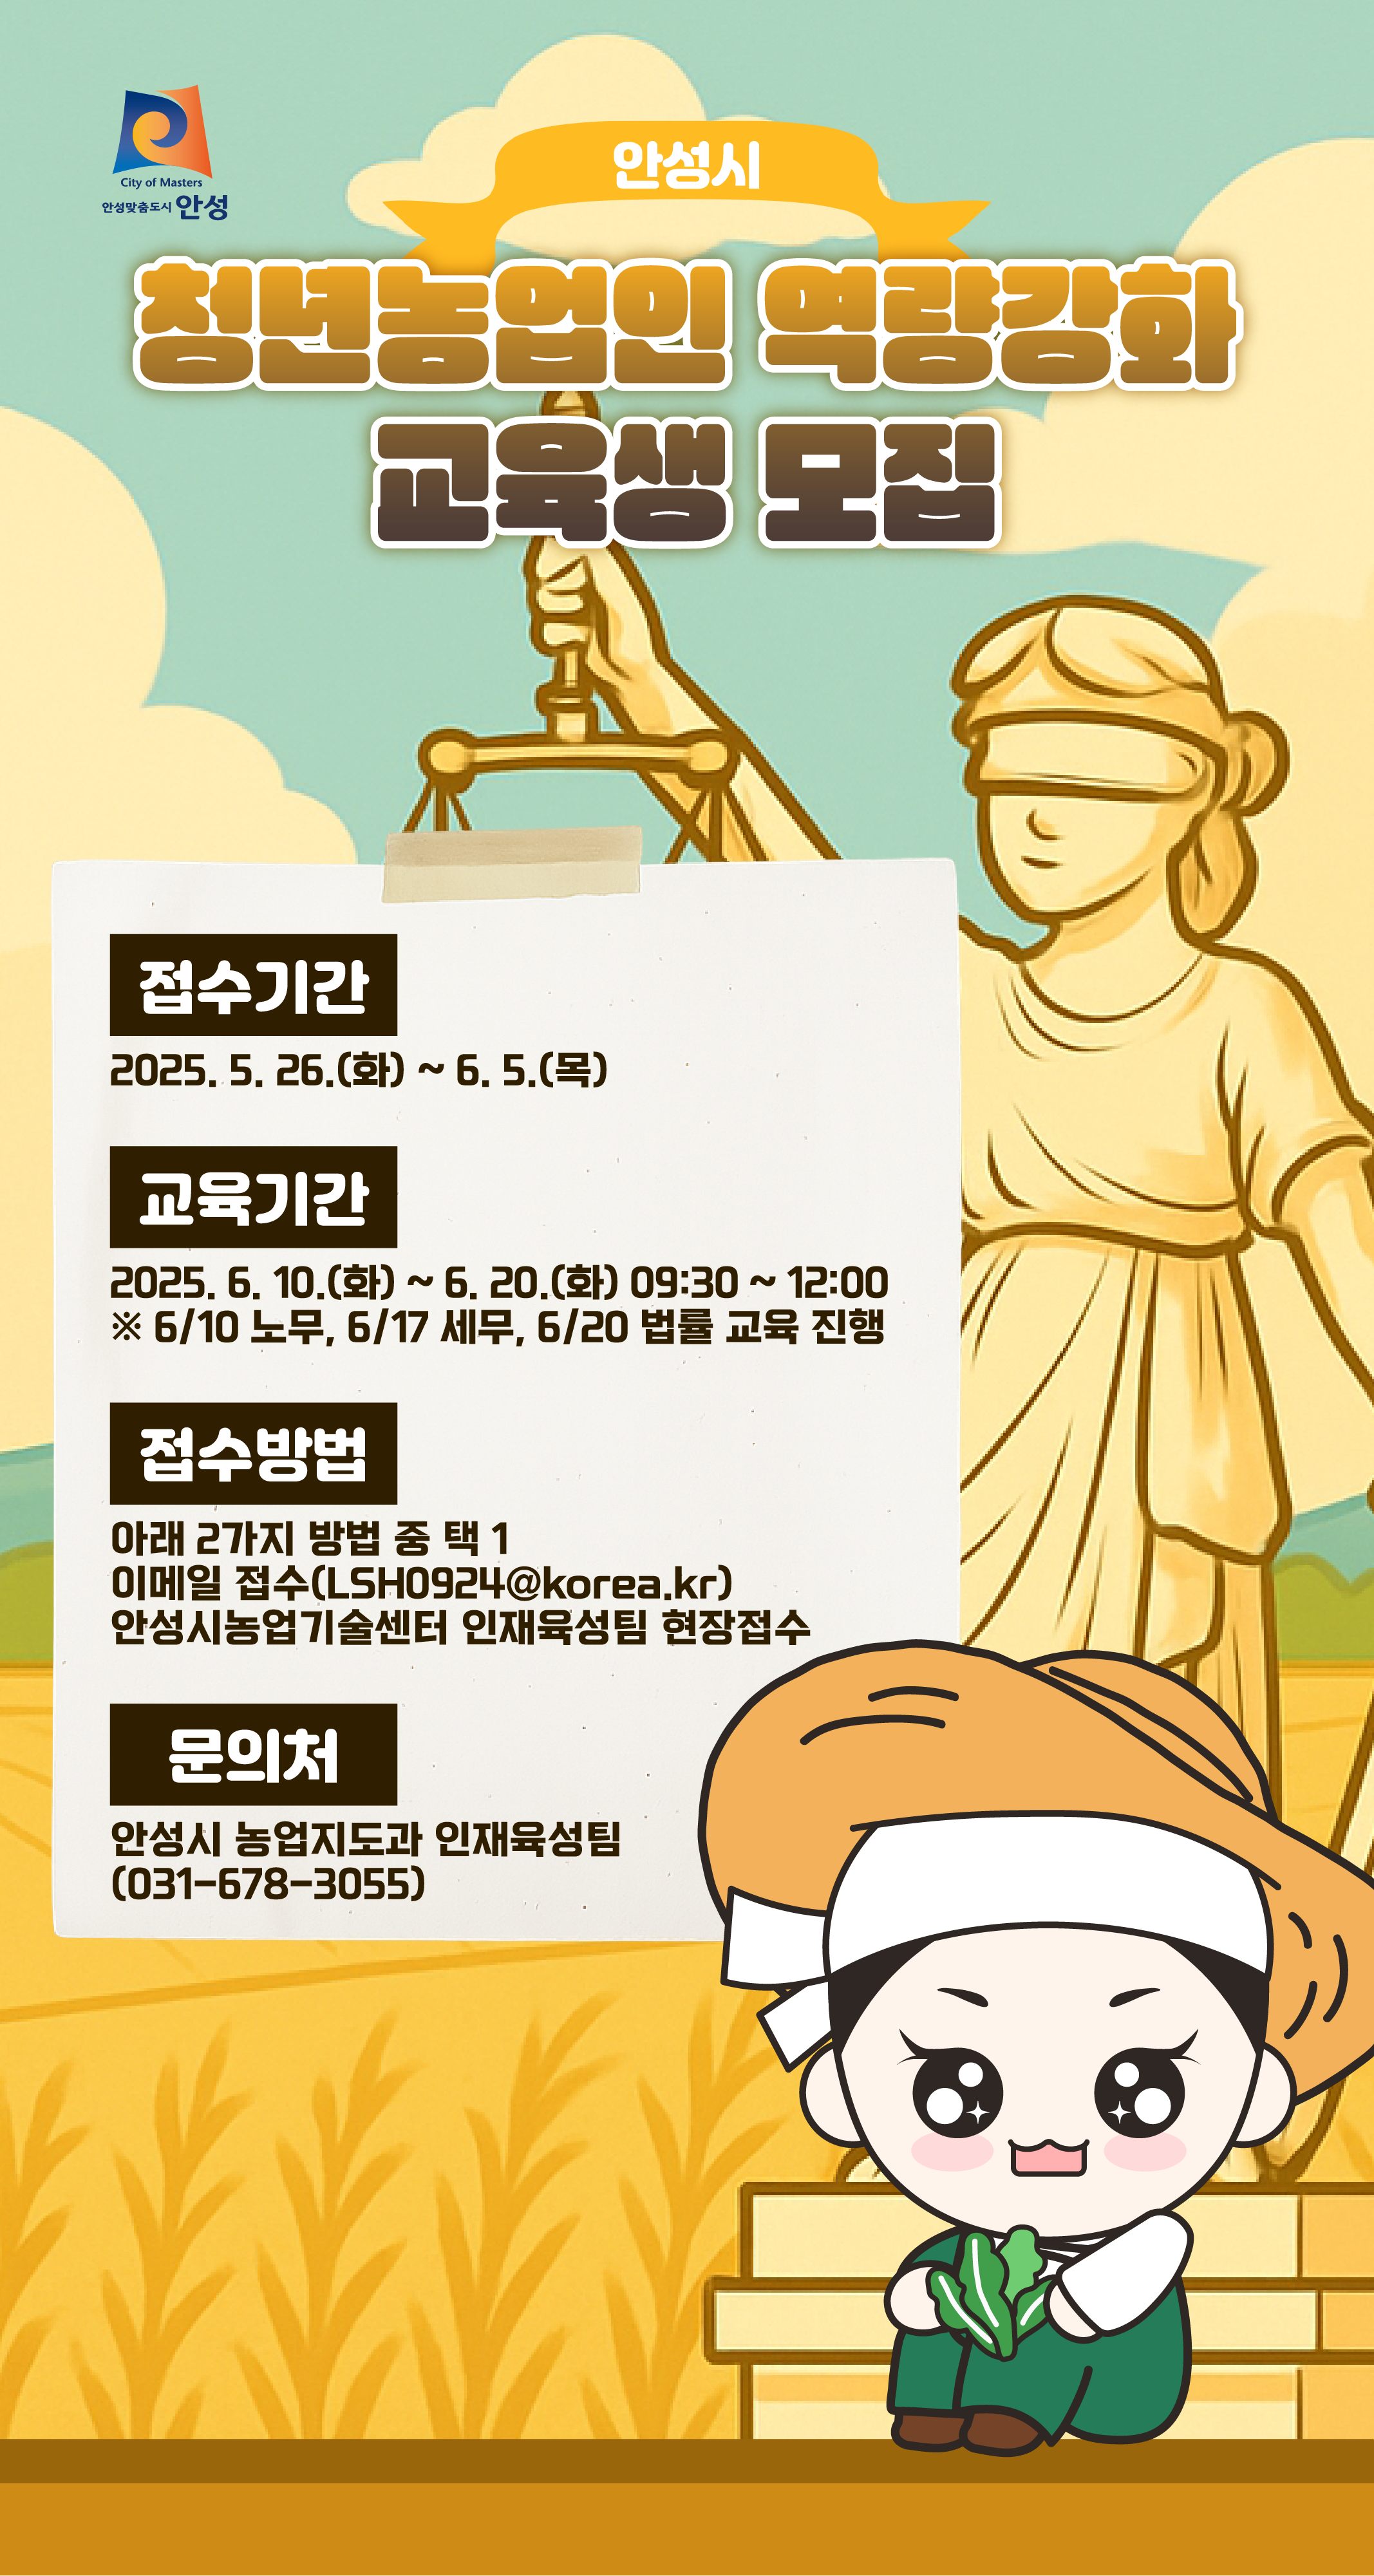 City of Masters
안성맞춤도시 안성
안성시
청년농업인 역량강화
교육생 모집
접수기간
2025. 5. 26.(화) ~ 6. 5.(목)
교육기간
2025. 6. 10.(화) ~ 6. 20.(화) 09:30 ~ 12:00
※ 6/10 노무, 6/17 세무, 6/20 법률 교육 진행
접수방법
아래 2가지 방법 중 택 1
이메일 접수(LSH0924@korea.kr)
안성시농업기술센터 인재육성팀 현장접수
문의처
안성시 농업지도과 인재육성팀
(031-678-3055)